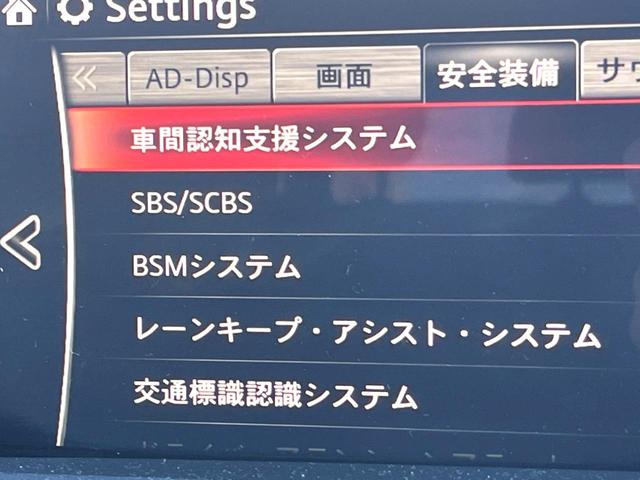 Settings
AD-Disp 画面 安全装備 サウ
車間認知支援システム
SBS/SCBS
BSMシステム
レーンキープ・アシスト・システム
交通標識認識システム